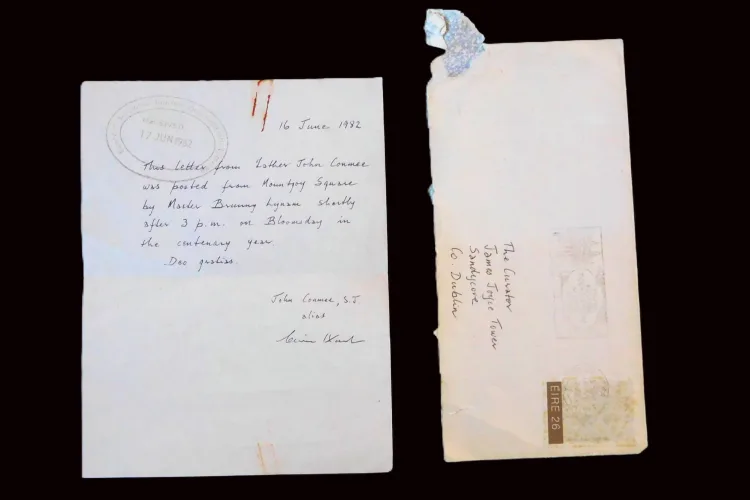 RECEIVED
17 JUN 1982
16 June 1982
This letter from Father John Conmee
was posted from Mountjoy Square
by Master Brunny Lynam shortly
after 3 p.m. on Bloomsday in
the centenary year.
Deo gratias.
John Conmee, S.J.
alias
The Curator
James Joyce Tower
Sandycove
Co. Dublin
EIRE 26